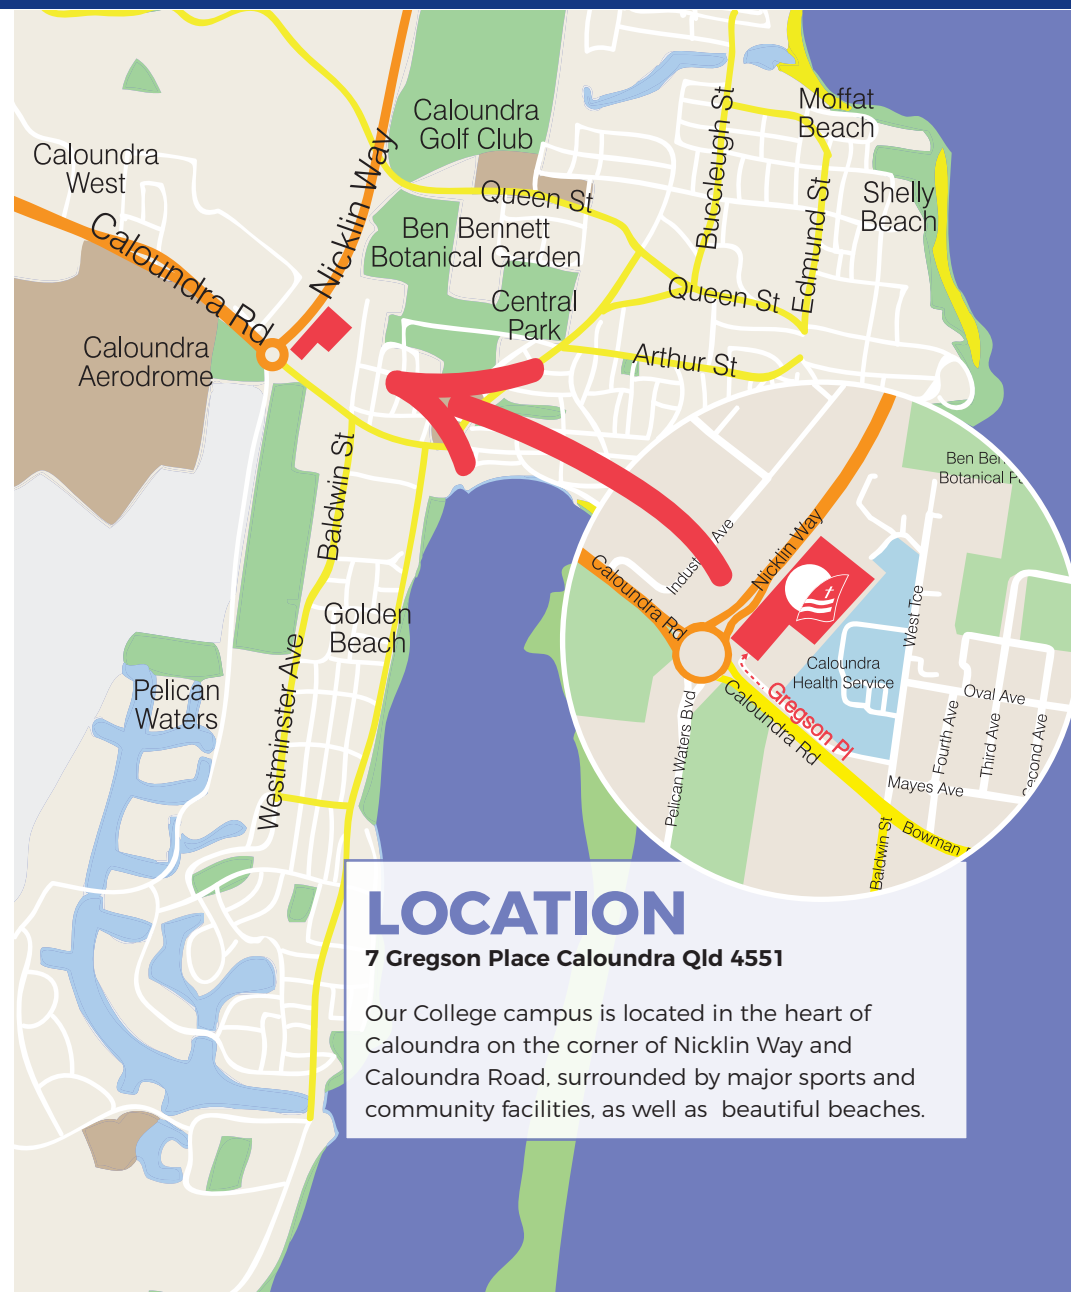 Caloundra
Golf Club
Moffat
Beach
Caloundra
West
Nicklin Way
Queen St
Buccleugh St
Edmund St
Shelly
Beach
Caloundra Rd
Ben Bennett
Botanical Garden
Central
Park
Queen St
Caloundra
Aerodrome
Arthur St
Baldwin St
Golden
Beach
Pelican
Waters
Westminster Ave
Ben Ben
Botanical P
Nicklin Way
Ave
Indust
Caloundra Rd
West Tce
Caloundra
Health Service
Gregson Pl
Caloundra Rd
Pelican Waters Bvd
Oval Ave
Fourth Ave
Third Ave
econd Ave
Mayes Ave
Bowman
Baldwin St
LOCATION
7 Gregson Place Caloundra Qld 4551
Our College campus is located in the heart of
Caloundra on the corner of Nicklin Way and
Caloundra Road, surrounded by major sports and
community facilities, as well as beautiful beaches.